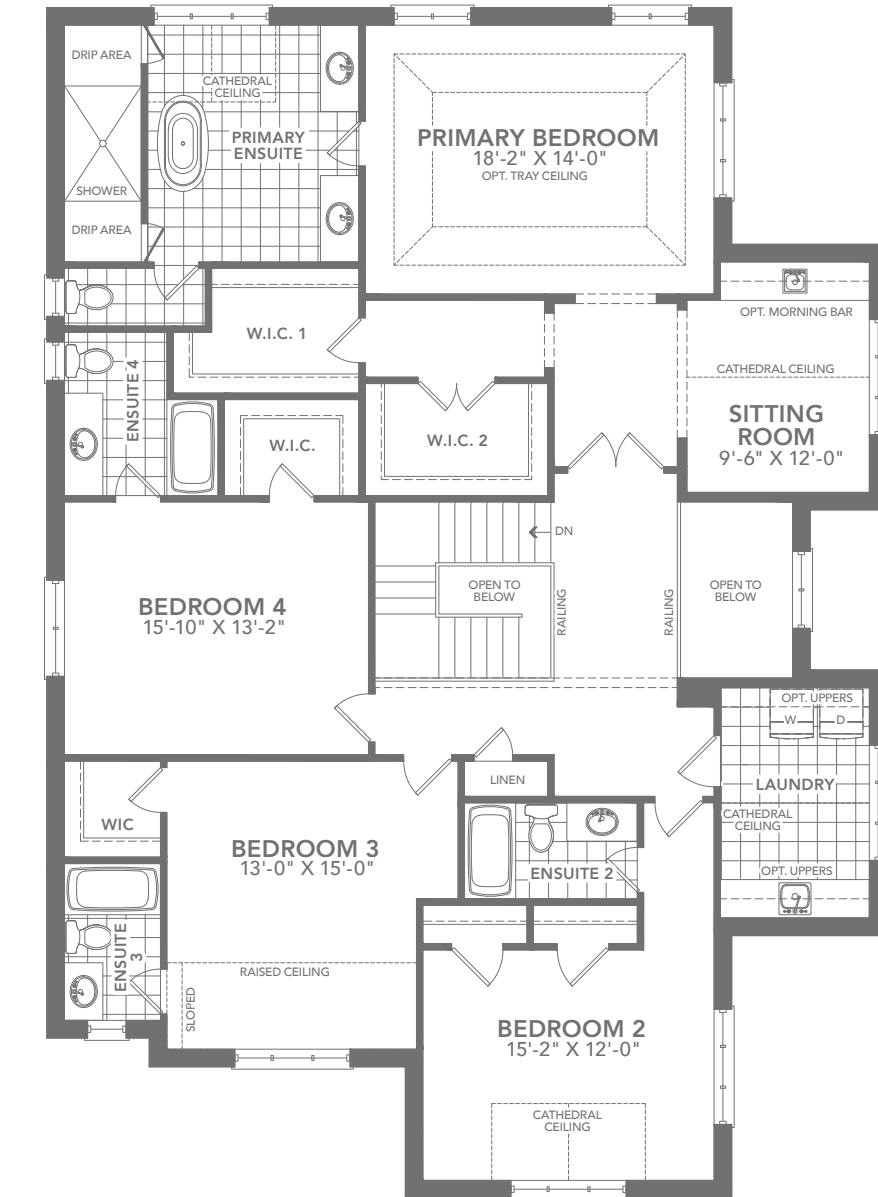 DRIP AREA
SHOWER
DRIP AREA
CATHEDRAL
CEILING
PRIMARY
ENSUITE
PRIMARY BEDROOM
18'-2" X 14'-0"
OPT. TRAY CEILING
W.I.C. 1
OPT. MORNING BAR
CATHEDRAL CEILING
SITTING
ROOM
9'-6" X 12'-0"
ENSUITE 4
W.I.C.
W.I.C. 2
DN
OPEN TO
BELOW
RAILING
RAILING
OPEN TO
BELOW
BEDROOM 4
15'-10" X 13'-2"
OPT. UPPERS
W
D
LAUNDRY
CATHEDRAL
CEILING
OPT. UPPERS
LINEN
WIC
BEDROOM 3
13'-0" X 15'-0"
ENSUITE 2
ENSUITE
3
RAISED CEILING
SLOPED
BEDROOM 2
15'-2" X 12'-0"
CATHEDRAL
CEILING